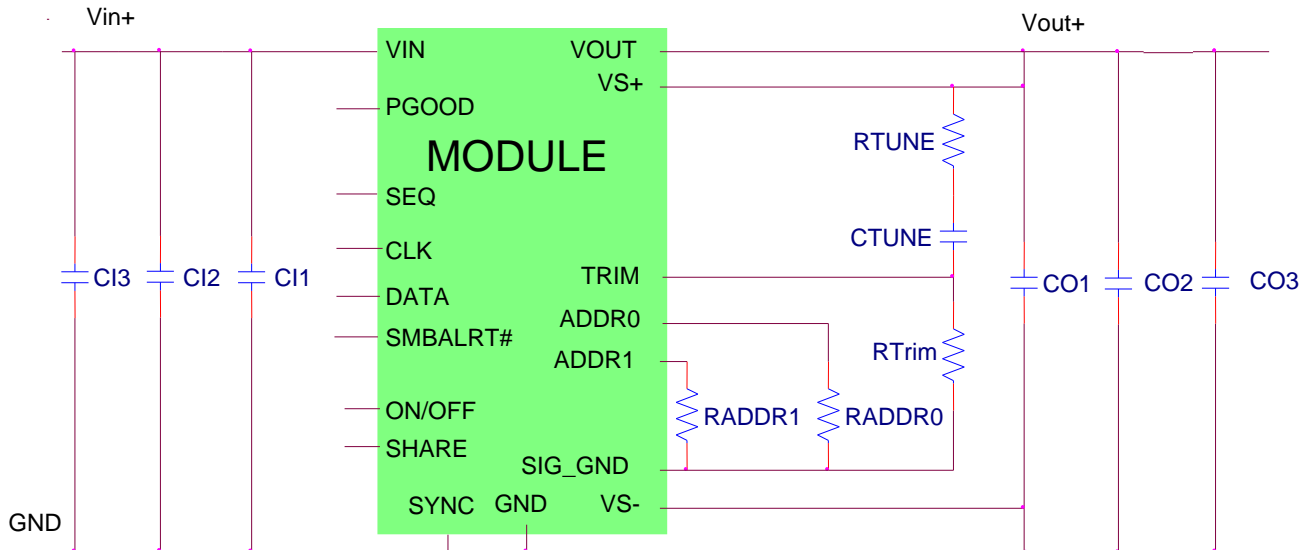 Vin+
Vout+
VIN
VOUT
VS+
PGOOD
MODULE
RTUNE
SEQ
CTUNE
CLK
TRIM
CI3
CI2
CI1
CO1
CO2
CO3
DATA
ADDR0
SMBALRT#
RTrim
ADDR1
ON/OFF
RADDR1
RADDR0
SHARE
SIG_GND
SYNC
GND
VS-
GND